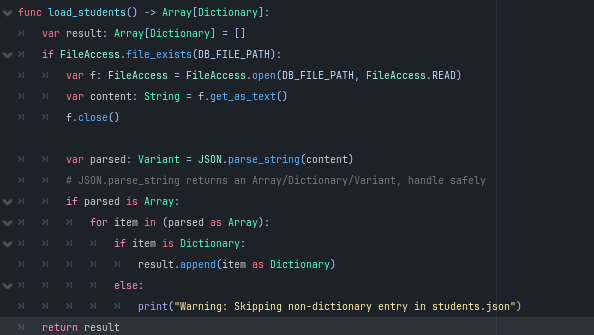 func load_students() -> Array[Dictionary]:
var result: Array[Dictionary] = []
if FileAccess.file_exists(DB_FILE_PATH):
var f: FileAccess = FileAccess.open(DB_FILE_PATH, FileAccess.READ)
var content: String = f.get_as_text()
f.close()

var parsed: Variant = JSON.parse_string(content)
# JSON.parse_string returns an Array/Dictionary/Variant, handle safely
if parsed is Array:
for item in (parsed as Array):
if item is Dictionary:
result.append(item as Dictionary)
else:
print("Warning: Skipping non-dictionary entry in students.json")
return result